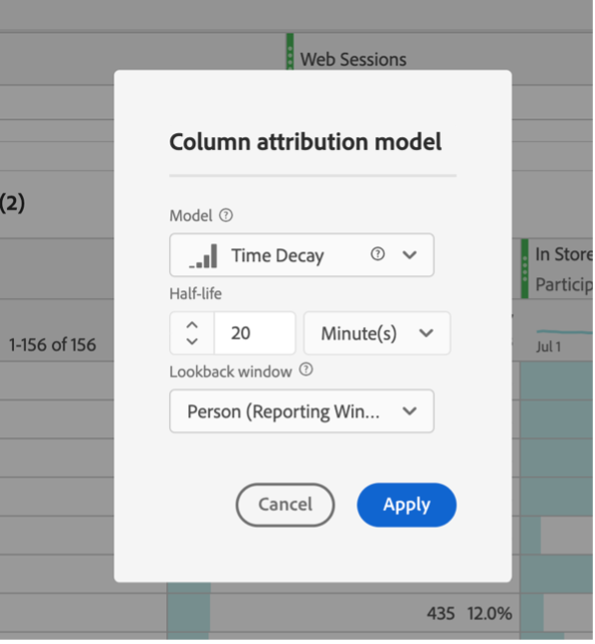 Web Sessions
Column attribution model
(2)
Model
Time Decay
In Store
Particip
Half-life
20 Minute(s)
1-156 of 156
Jul 1
Lookback window
Person (Reporting Win...
Cancel Apply
435 12.0%